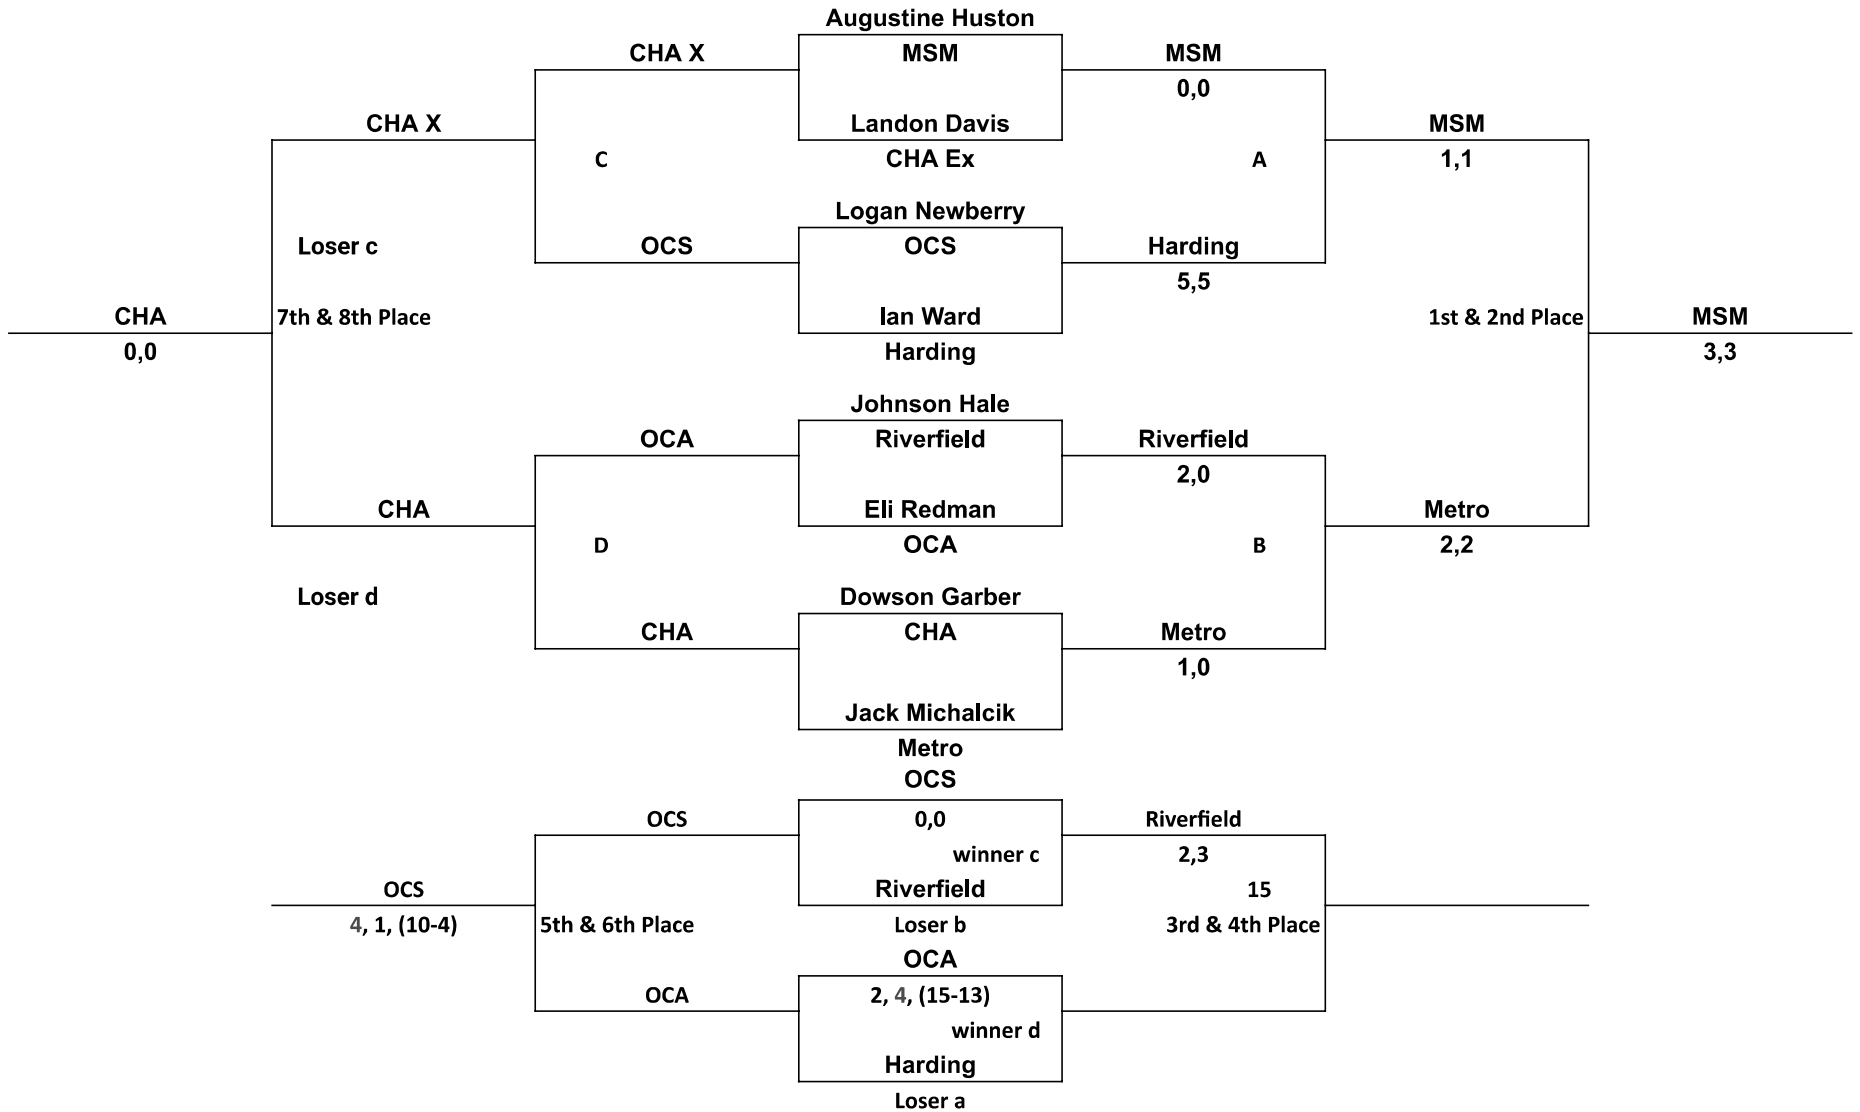 Augustine Huston
CHA X
MSM
MSM
0,0
CHA X
Landon Davis
MSM
C
CHA Ex
A
1,1
Logan Newberry
Loser c
OCS
OCS
Harding
5,5
CHA
7th & 8th Place
Ian Ward
1st & 2nd Place
MSM
0,0
Harding
3,3
Johnson Hale
OCA
Riverfield
Riverfield
2,0
CHA
Eli Redman
Metro
D
OCA
B
2,2
Loser d
Dowson Garber
CHA
CHA
Metro
1,0
Jack Michalcik
Metro
OCS
OCS
0,0
Riverfield
winner c
2,3
OCS
Riverfield
15
4, 1, (10-4)
5th & 6th Place
Loser b
3rd & 4th Place
OCA
OCA
2, 4, (15-13)
winner d
Harding
Loser a